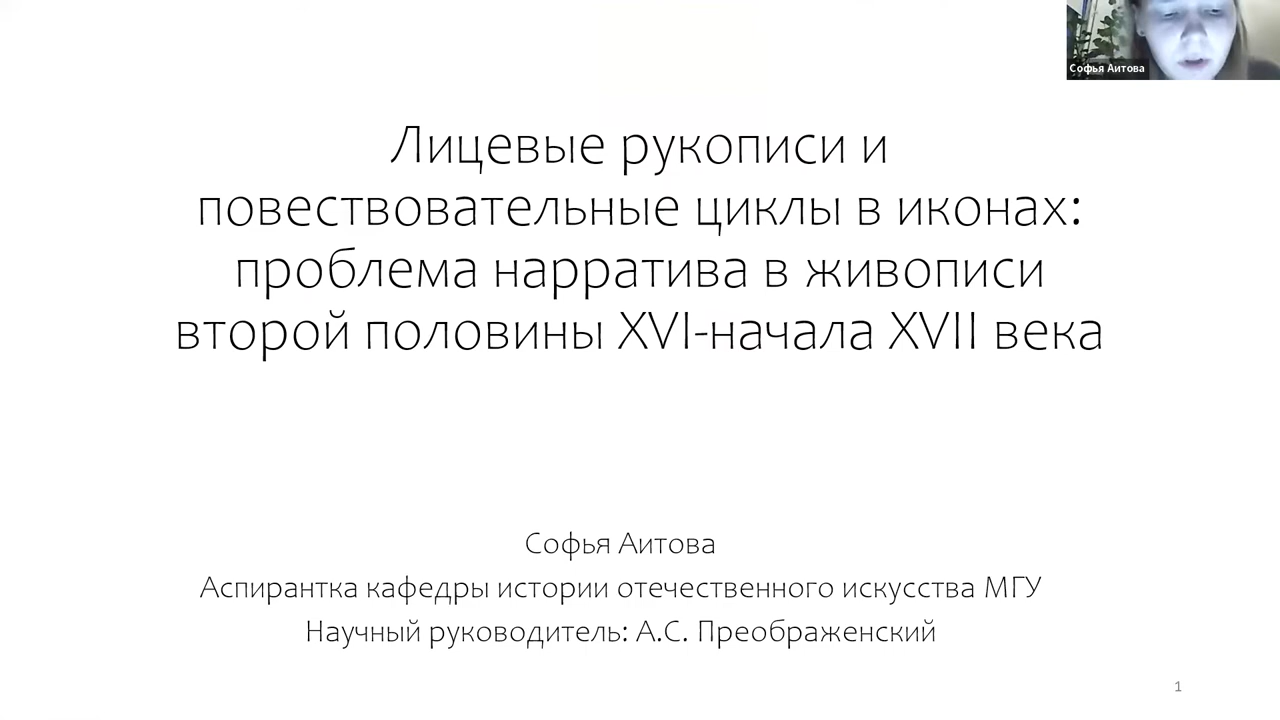 Софья Аитова
Лицевые рукописи и
повествовательные циклы в иконах:
проблема нарратива в живописи
второй половины XVI-начала XVII века
Софья Аитова
Аспирантка кафедры истории отечественного искусства МГУ
Научный руководитель: А.С. Преображенский
1